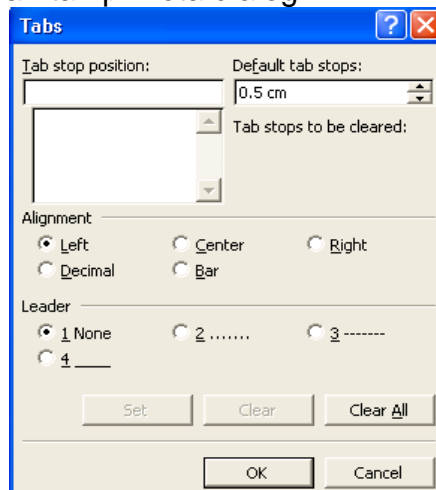 Tabs
Tab stop position: Default tab stops:
0.5 cm
Tab stops to be cleared:
Alignment
Left Center Right
Decimal Bar
Leader
1 None 2 ....... 3 -------
4 ____
Set Clear Clear All
OK Cancel